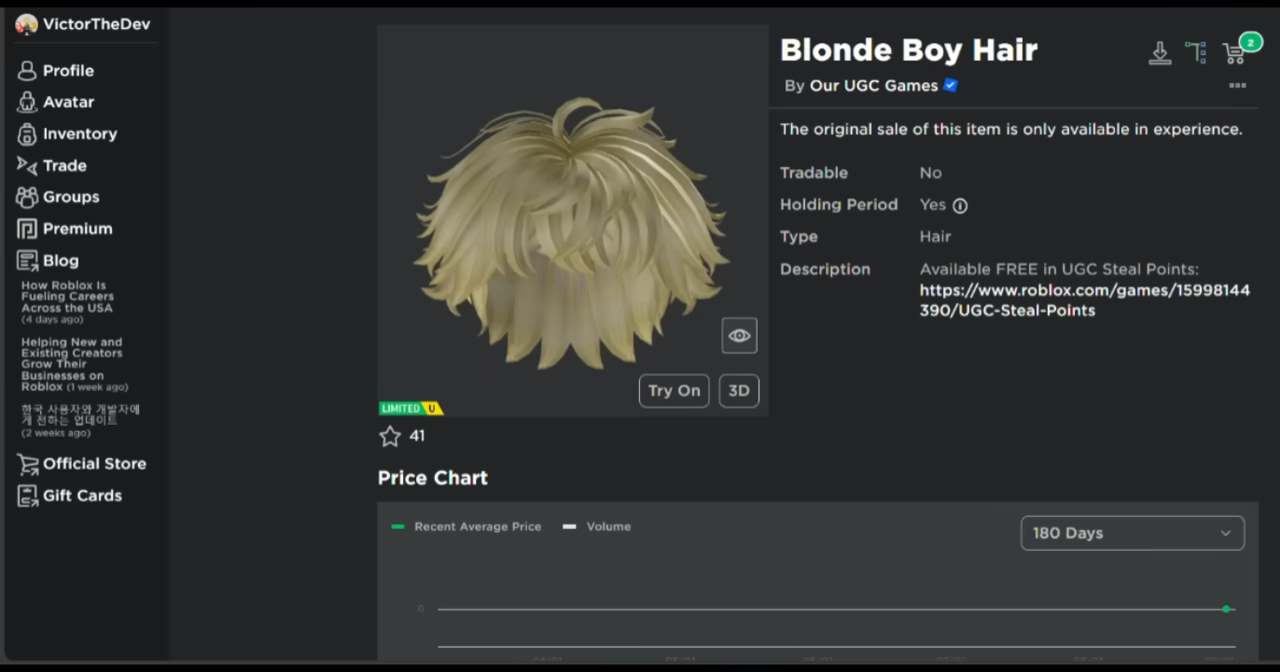 VictorTheDev
Profile
Avatar
Inventory
Trade
Groups
Premium
Blog
How Roblox Is
Fueling Careers
Across the USA
(4 days ago)
Helping New and
Existing Creators
Grow Their
Businesses on
Roblox (1 week ago)
한국 사용자와 개발자에
게 전하는 업데이트
(2 weeks ago)
Official Store
Gift Cards
LIMITED U
Try On
3D
41
Blonde Boy Hair
2
By Our UGC Games
The original sale of this item is only available in experience.
Tradable No
Holding Period Yes
Type Hair
Description Available FREE in UGC Steal Points:
https://www.roblox.com/games/15998144
390/UGC-Steal-Points
Price Chart
Recent Average Price Volume
180 Days
0